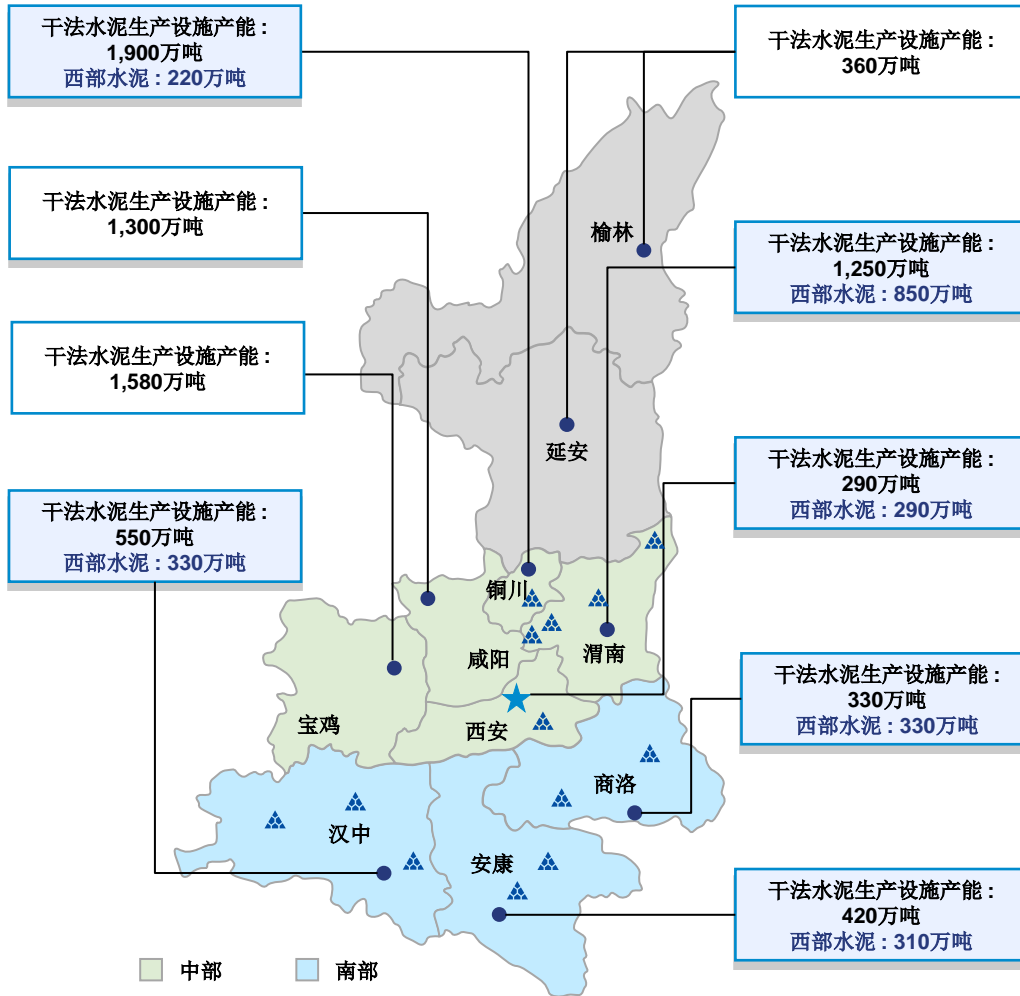 干法水泥生产设施产能：
1,900万吨
西部水泥：220万吨
干法水泥生产设施产能：
360万吨
干法水泥生产设施产能：
1,300万吨
干法水泥生产设施产能：
1,250万吨
西部水泥：850万吨
干法水泥生产设施产能：
1,580万吨
干法水泥生产设施产能：
290万吨
西部水泥：290万吨
干法水泥生产设施产能：
550万吨
西部水泥：330万吨
干法水泥生产设施产能：
330万吨
西部水泥：330万吨
干法水泥生产设施产能：
420万吨
西部水泥：310万吨
榆林
延安
铜川
咸阳
渭南
宝鸡
西安
商洛
汉中
安康
中部
南部